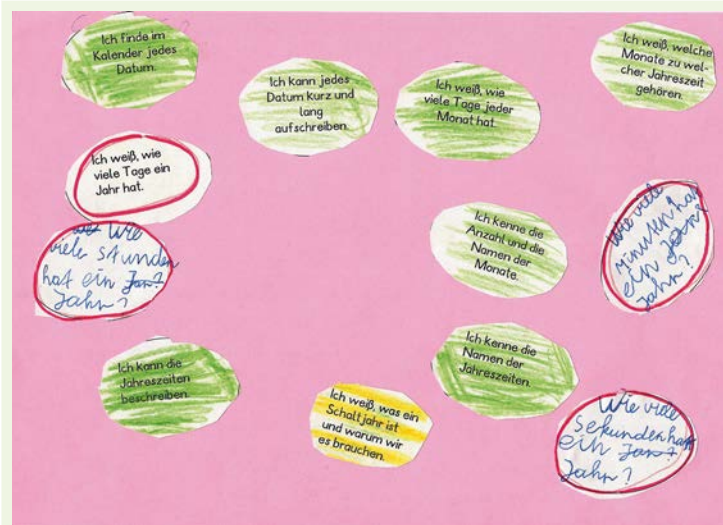 Ich finde im
Kalender jedes
Datum.
Ich weiß, welche
Monate zu wel-
cher Jahreszeit
gehören.
Ich kann jedes
Datum kurz und
lang
aufschreiben.
Ich weiß, wie
viele Tage jeder
Monat hat.
Ich weiß, wie
viele Tage ein
Jahr hat.
Wie
viele stunden
hat ein Jar?
Jahr?
Ich kenne die
Anzahl und die
Namen der
Monate.
Wie viele
minuten hat
ein Jar?
Jahr?
Ich kann die
Jahreszeiten
beschreiben.
Ich kenne die
Namen der
Jahreszeiten.
Ich weiß, was ein
Schaltjahr ist
und warum wir
es brauchen.
Wie viel
sekunden hat
ein Jar?
Jahr?